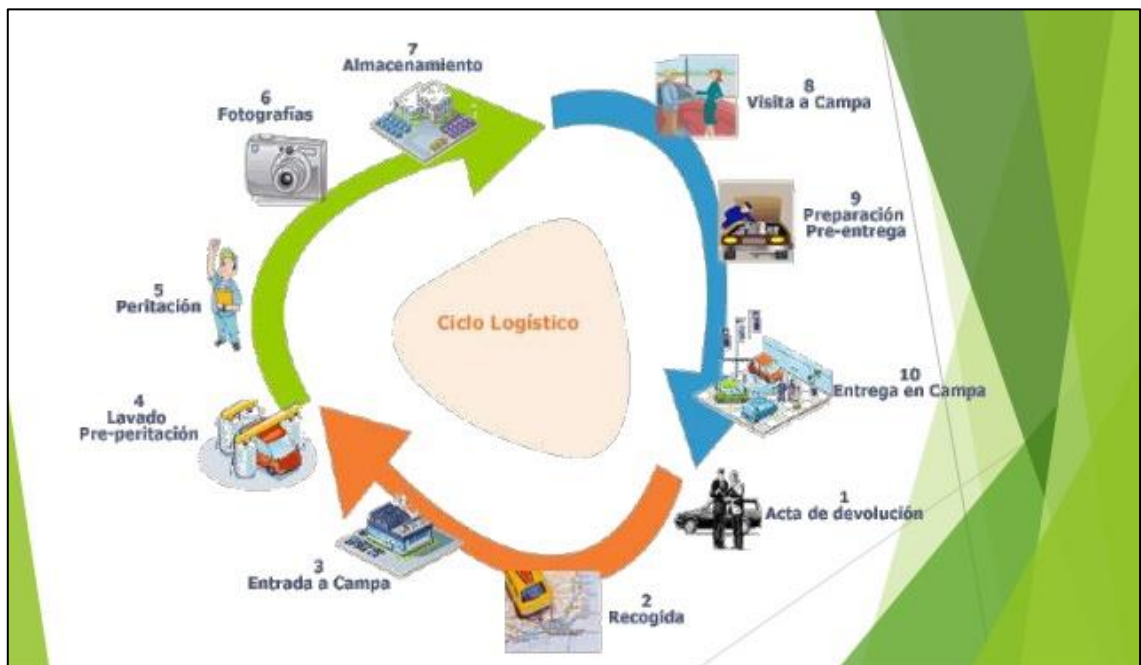 7
Almacenamiento
8
Visita a Campa
6
Fotografías
9
Preparación
Pre-entrega
5
Peritación
Ciclo Logístico
10
Entrega en Campa
4
Lavado
Pre-peritación
1
Acta de devolución
3
Entrada a Campa
2
Recogida